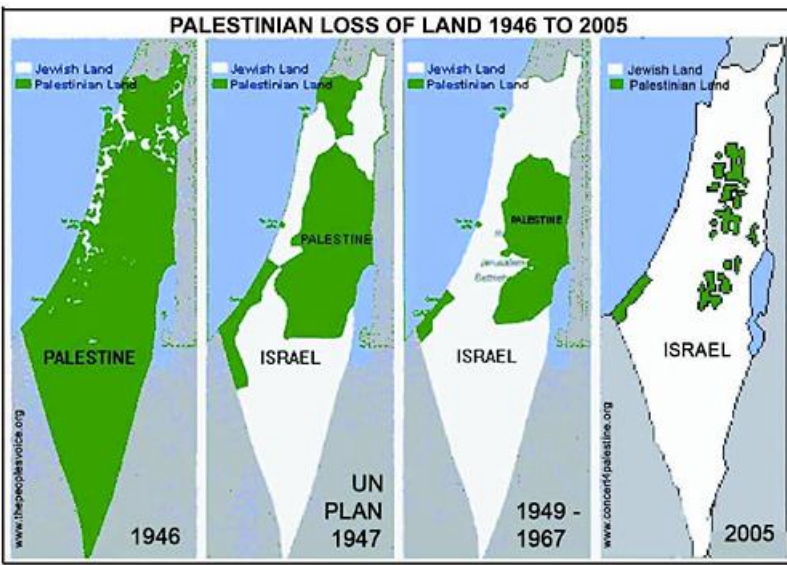 PALESTINIAN LOSS OF LAND 1946 TO 2005
Jewish Land
Palestinian Land
PALESTINE
1946
www.thepeoplesvoice.org
Jewish Land
Palestinian Land
PALESTINE
ISRAEL
UN
PLAN
1947
Jewish Land
Palestinian Land
PALESTINE
Jerusalem
ISRAEL
1949 -
1967
Jewish Land
Palestinian Land
ISRAEL
2005
www.concert4palestine.org